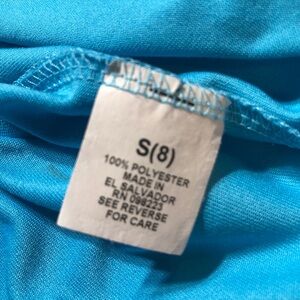 S(8)
100% POLYESTER
MADE IN
EL SALVADOR
RN 098223
SEE REVERSE
FOR CARE